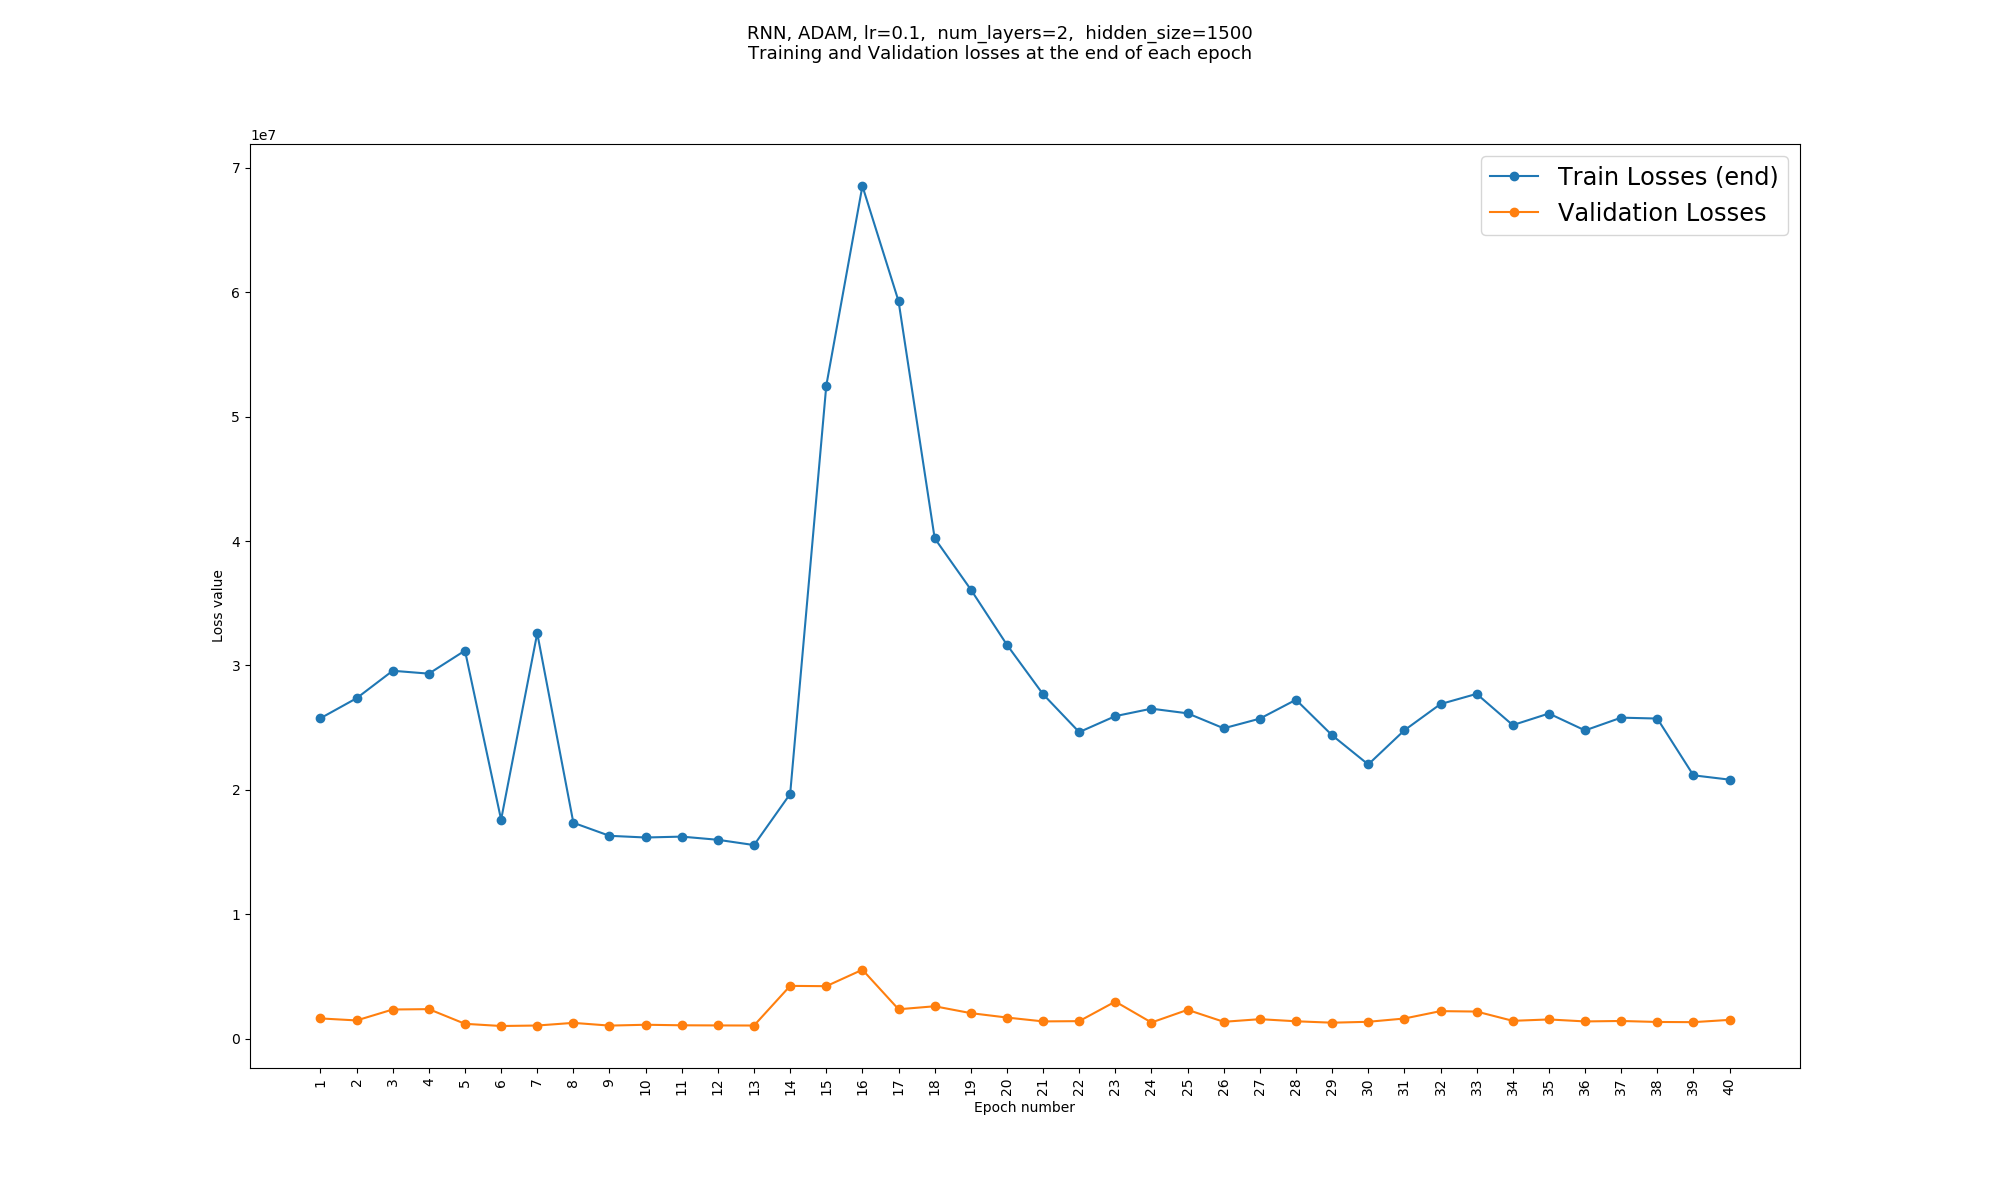 RNN, ADAM, lr=0.1,  num_layers=2,  hidden_size=1500
Training and Validation losses at the end of each epoch
1e7
Train Losses (end)
Validation Losses
7
6
5
4
3
2
1
0
Loss value
1 2 3 4 5 6 7 8 9 10 11 12 13 14 15 16 17 18 19 20 21 22 23 24 25 26 27 28 29 30 31 32 33 34 35 36 37 38 39 40
Epoch number